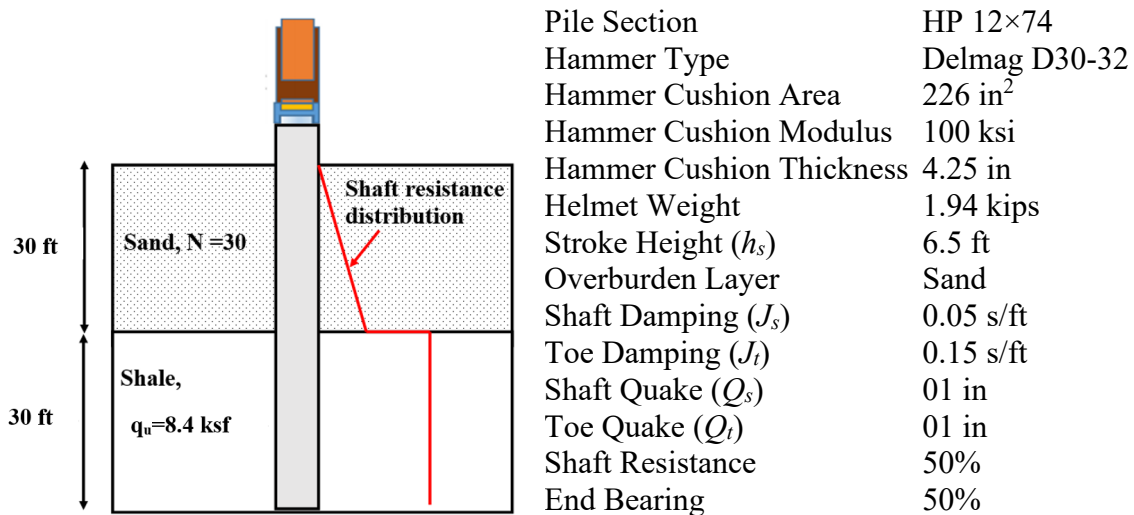 30 ft
Sand, N =30
Shaft resistance
distribution
30 ft
Shale,
qᵤ=8.4 ksf
Pile Section HP 12×74
Hammer Type Delmag D30-32
Hammer Cushion Area 226 in²
Hammer Cushion Modulus 100 ksi
Hammer Cushion Thickness 4.25 in
Helmet Weight 1.94 kips
Stroke Height (hₛ) 6.5 ft
Overburden Layer Sand
Shaft Damping (Jₛ) 0.05 s/ft
Toe Damping (Jₜ) 0.15 s/ft
Shaft Quake (Qₛ) 01 in
Toe Quake (Qₜ) 01 in
Shaft Resistance 50%
End Bearing 50%